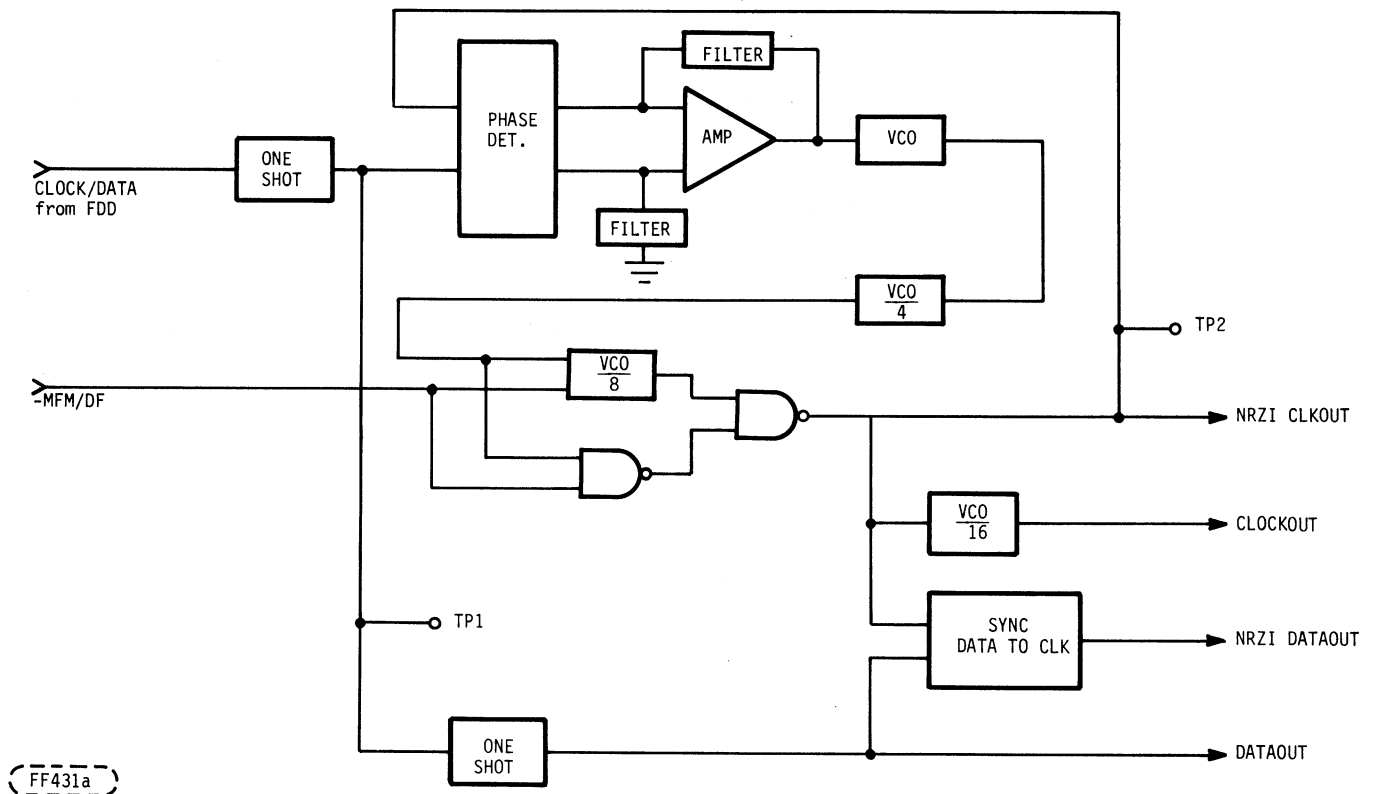 FILTER
PHASE
DET.
AMP
VCO
ONE
SHOT
CLOCK/DATA
from FDD
FILTER
VCO
4
TP2
VCO
8
-MFM/DF
NRZI CLKOUT
VCO
16
CLOCKOUT
TP1
SYNC
DATA TO CLK
NRZI DATAOUT
ONE
SHOT
DATAOUT
FF431a